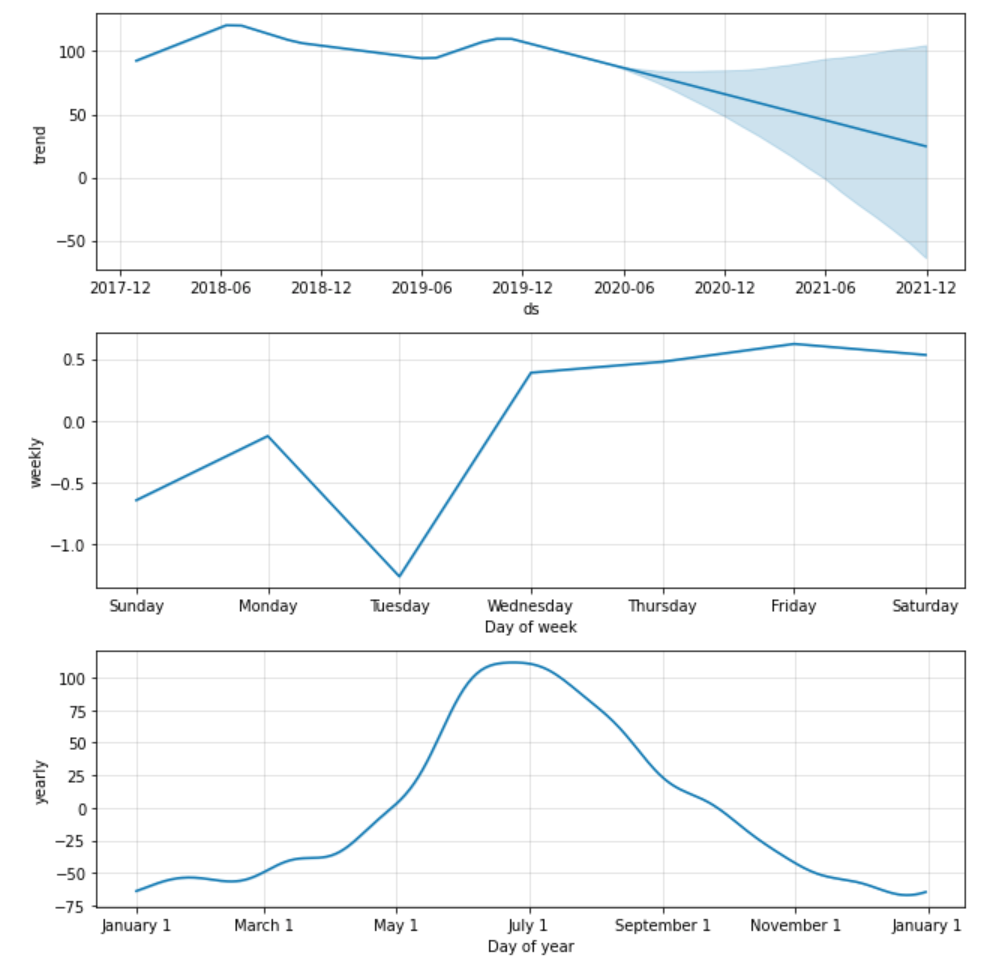 100
50
0
−50
trend
2017-12 2018-06 2018-12 2019-06 2019-12 2020-06 2020-12 2021-06 2021-12
ds
0.5
0.0
−0.5
−1.0
weekly
Sunday Monday Tuesday Wednesday Thursday Friday Saturday
Day of week
100
75
50
25
0
−25
−50
−75
yearly
January 1 March 1 May 1 July 1 September 1 November 1 January 1
Day of year